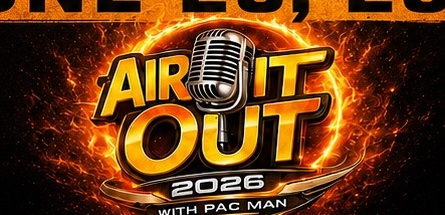 AIR IT
OUT
2026
WITH PAC MAN